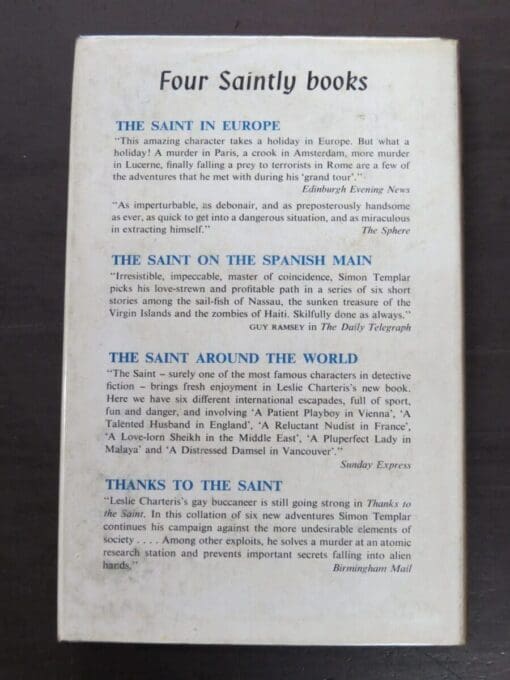 Four Saintly books
THE SAINT IN EUROPE
"This amazing character takes a holiday in Europe. But what a
holiday! A murder in Paris, a crook in Amsterdam, more murder
in Lucerne, finally falling a prey to terrorists in Rome are a few of
the adventures that he met with during his 'grand tour'."
Edinburgh Evening News
"As imperturbable, as debonair, and as preposterously handsome
as ever, as quick to get into a dangerous situation, and as miraculous
in extracting himself." The Sphere
THE SAINT ON THE SPANISH MAIN
"Irresistible, impeccable, master of coincidence, Simon Templar
picks his love-strewn and profitable path in a series of six short
stories among the sail-fish of Nassau, the sunken treasure of the
Virgin Islands and the zombies of Haiti. Skilfully done as always."
GUY RAMSEY in The Daily Telegraph
THE SAINT AROUND THE WORLD
"The Saint – surely one of the most famous characters in detective
fiction – brings fresh enjoyment in Leslie Charteris's new book.
Here we have six different international escapades, full of sport,
fun and danger, and involving 'A Patient Playboy in Vienna', 'A
Talented Husband in England', 'A Reluctant Nudist in France',
'A Love-lorn Sheikh in the Middle East', 'A Pluperfect Lady in
Malaya' and 'A Distressed Damsel in Vancouver'."
Sunday Express
THANKS TO THE SAINT
"Leslie Charteris's gay buccaneer is still going strong in Thanks to
the Saint. In this collation of six new adventures Simon Templar
continues his campaign against the more undesirable elements of
society . . . . Among other exploits, he solves a murder at an atomic
research station and prevents important secrets falling into alien
hands." Birmingham Mail